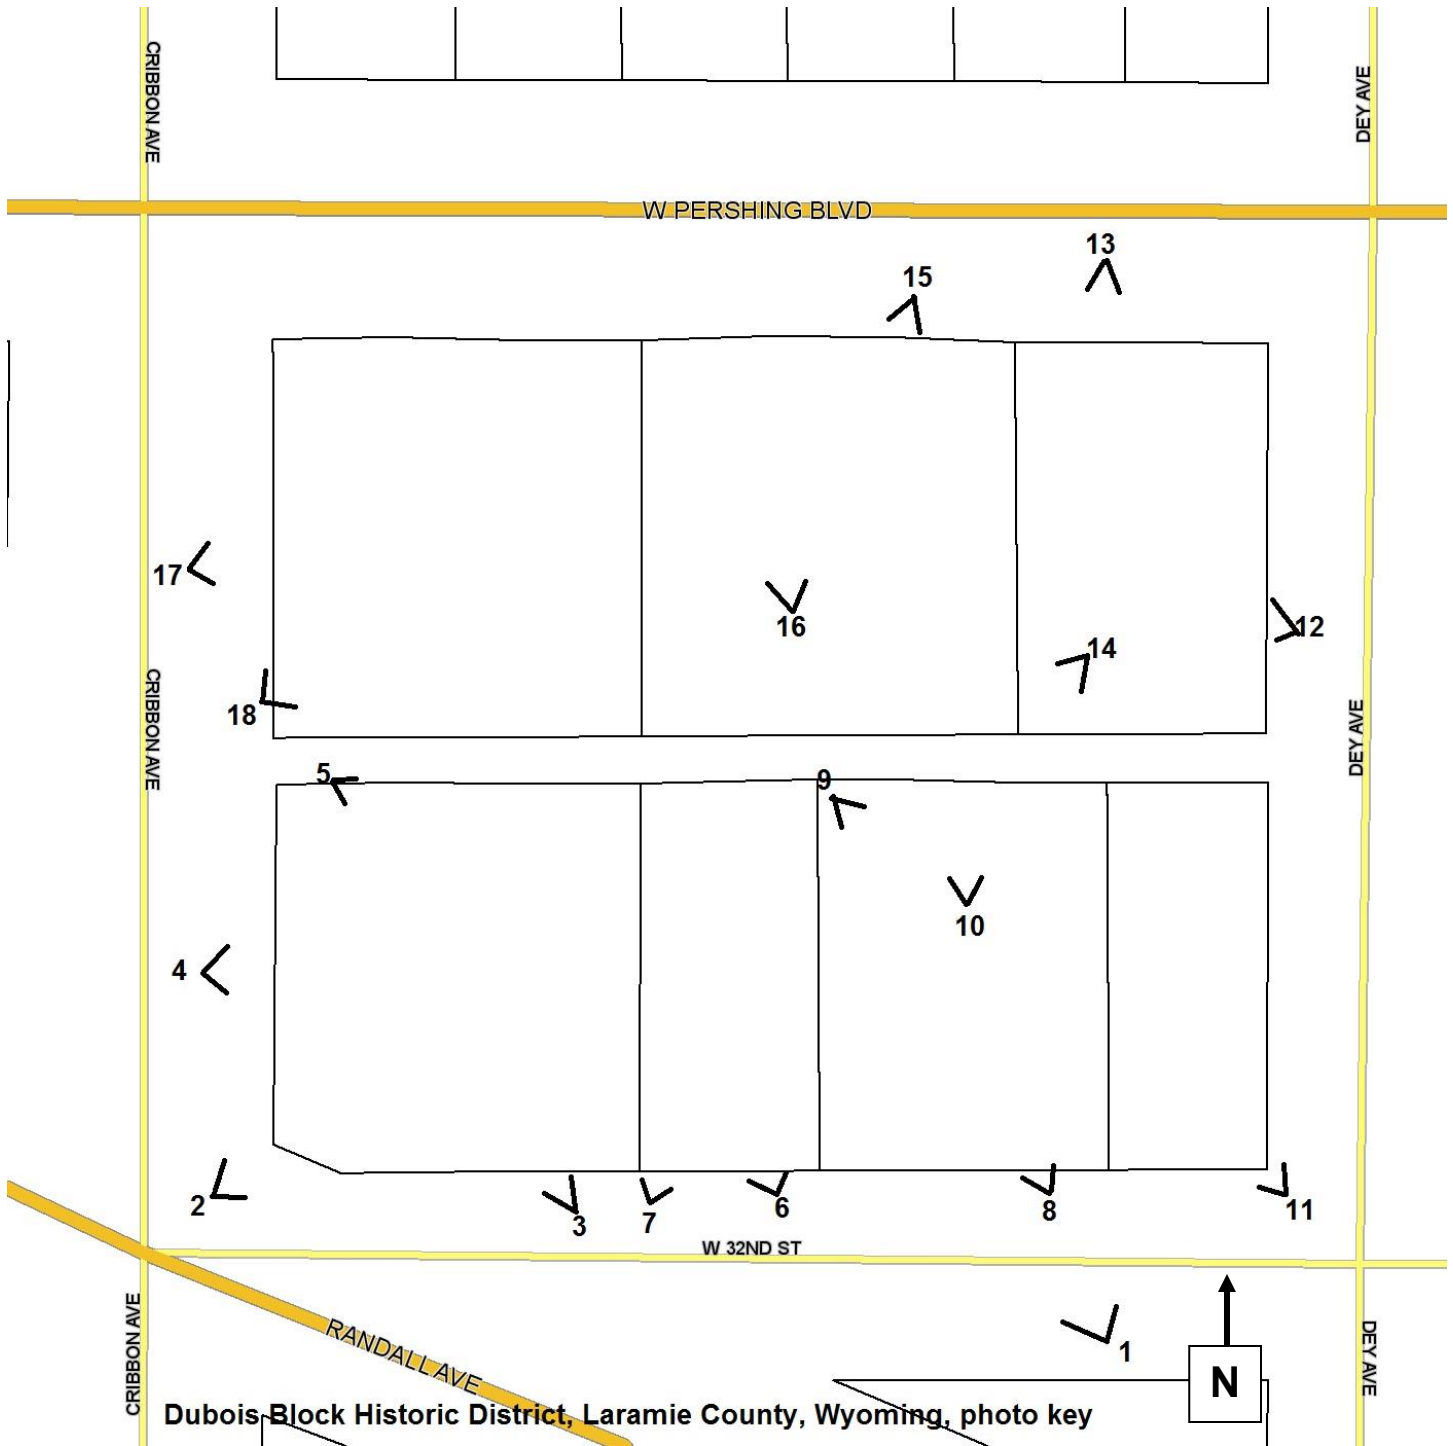 CRIBBON AVE
DEY AVE
W PERSHING BLVD
13
15
17
16
12
14
18
CRIBBON AVE
DEY AVE
5
9
10
4
2
3
7
6
8
11
W 32ND ST
CRIBBON AVE
RANDALL AVE
1
DEY AVE
N
Dubois Block Historic District, Laramie County, Wyoming, photo key